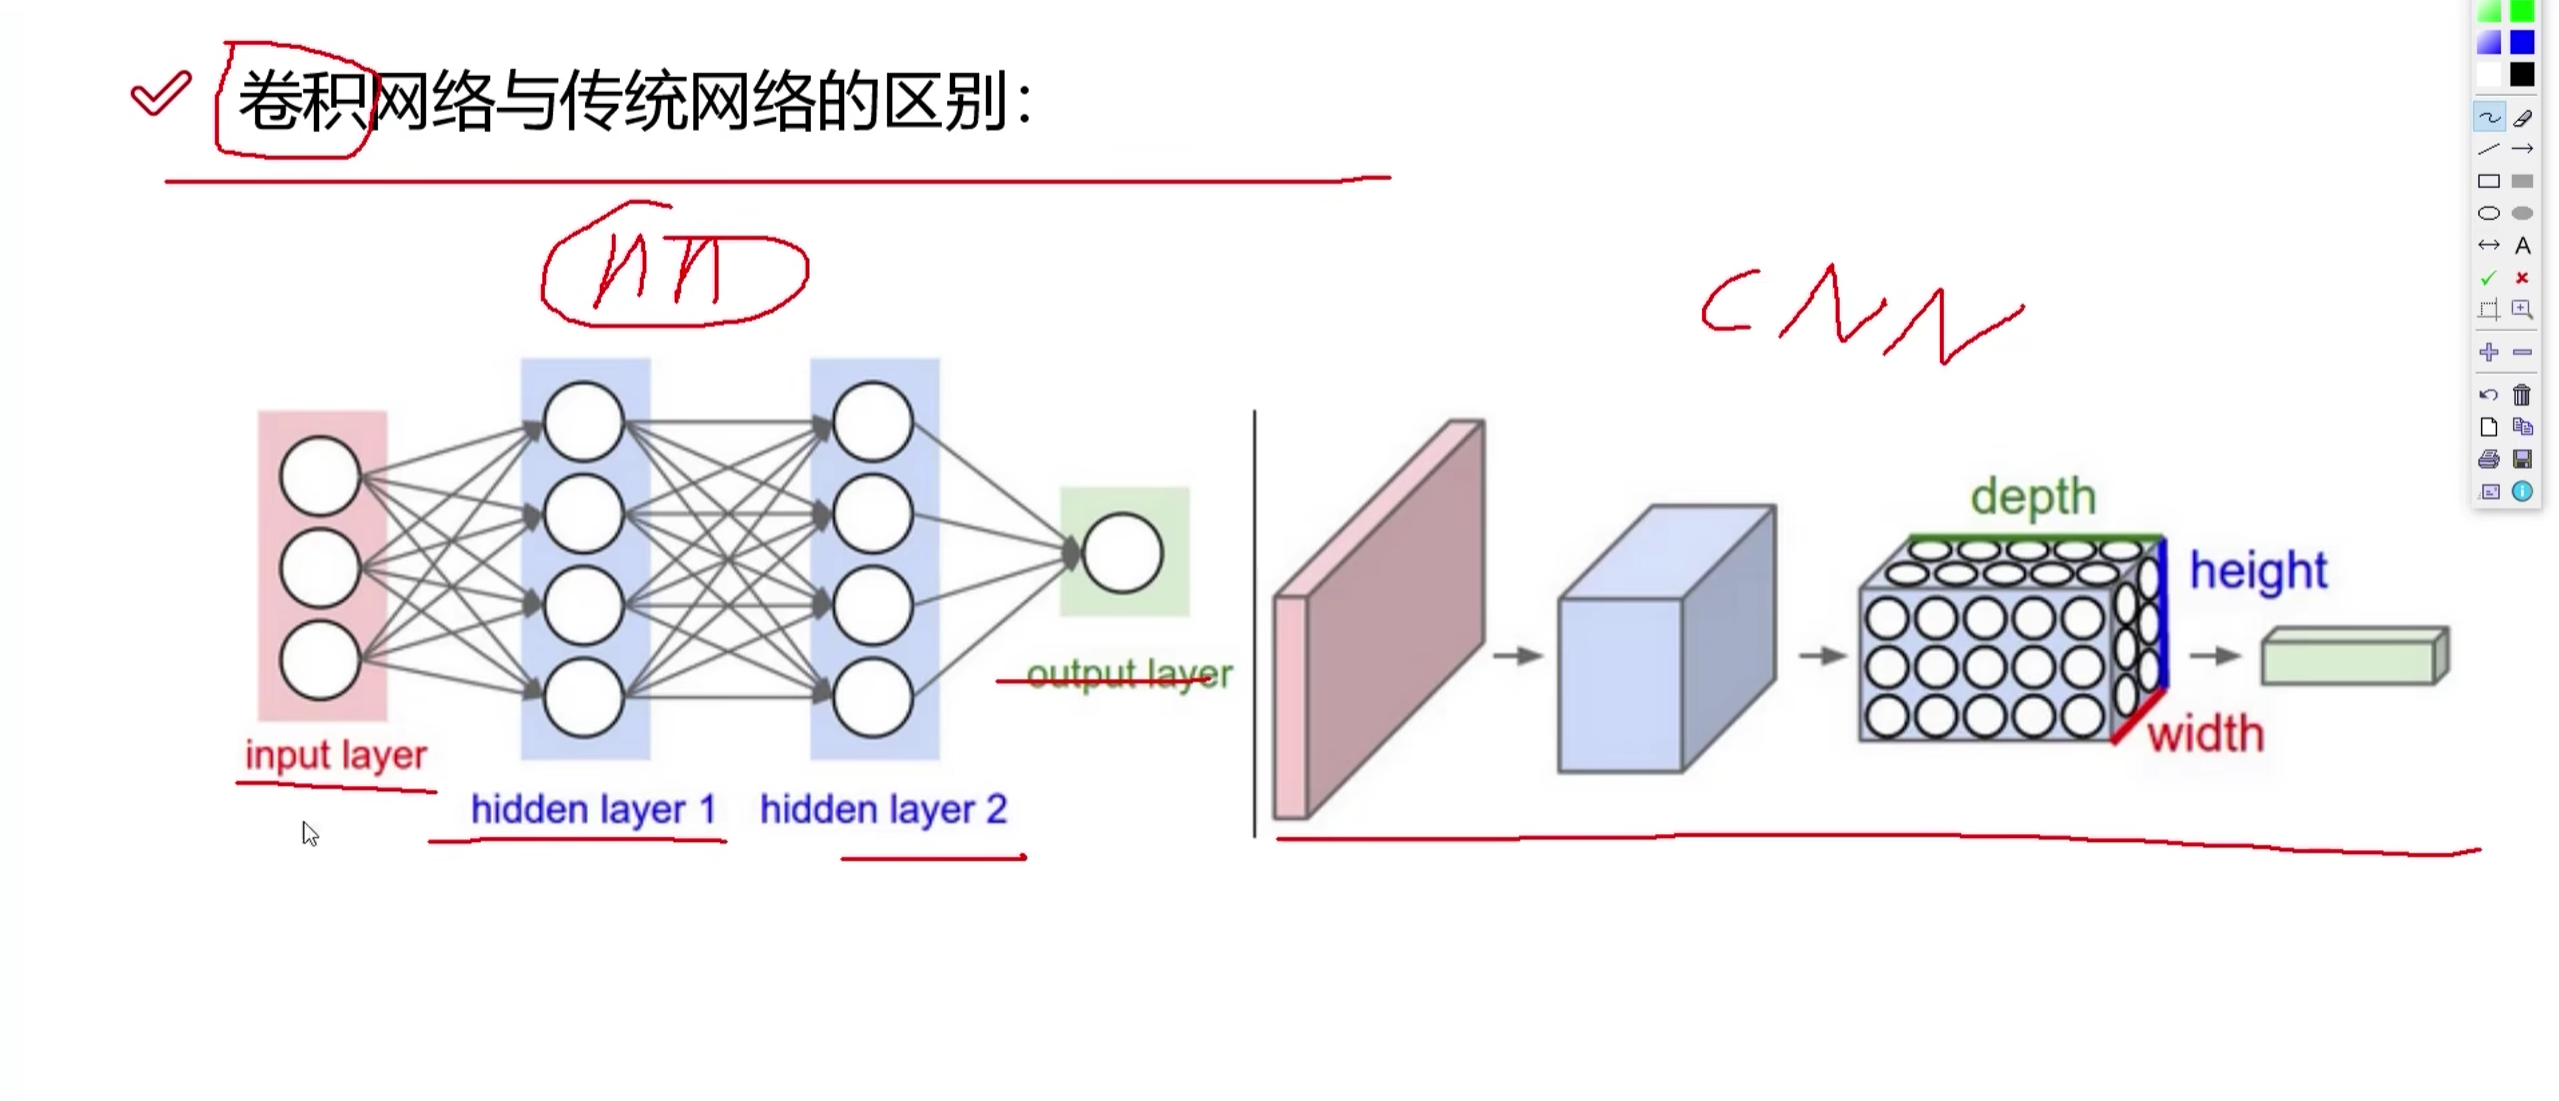 卷积网络与传统网络的区别：
nn
CNN
input layer
hidden layer 1
hidden layer 2
output layer
depth
height
width
A